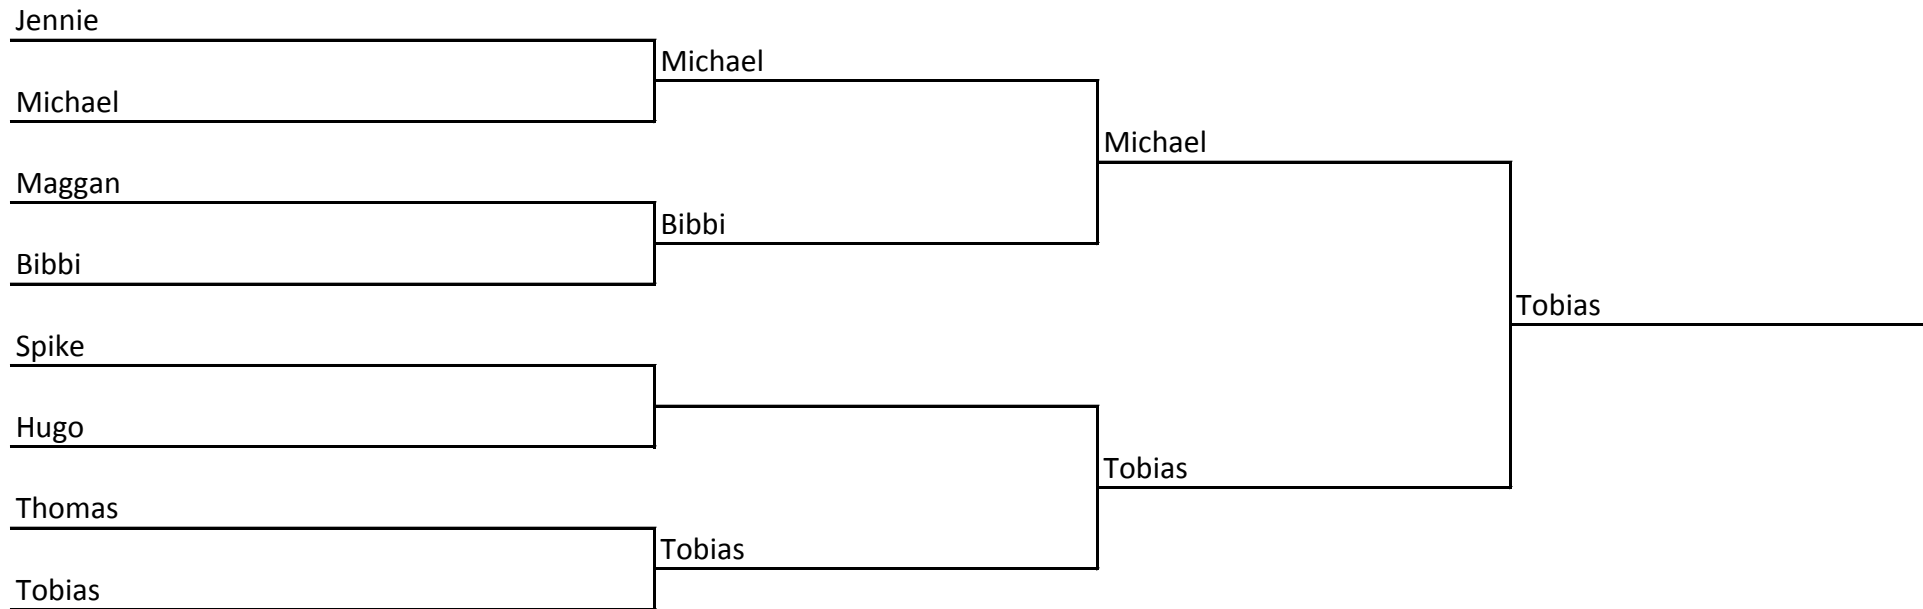 Jennie
Michael
Michael
Michael
Maggan
Bibbi
Bibbi
Tobias
Spike
Hugo
Tobias
Thomas
Tobias
Tobias